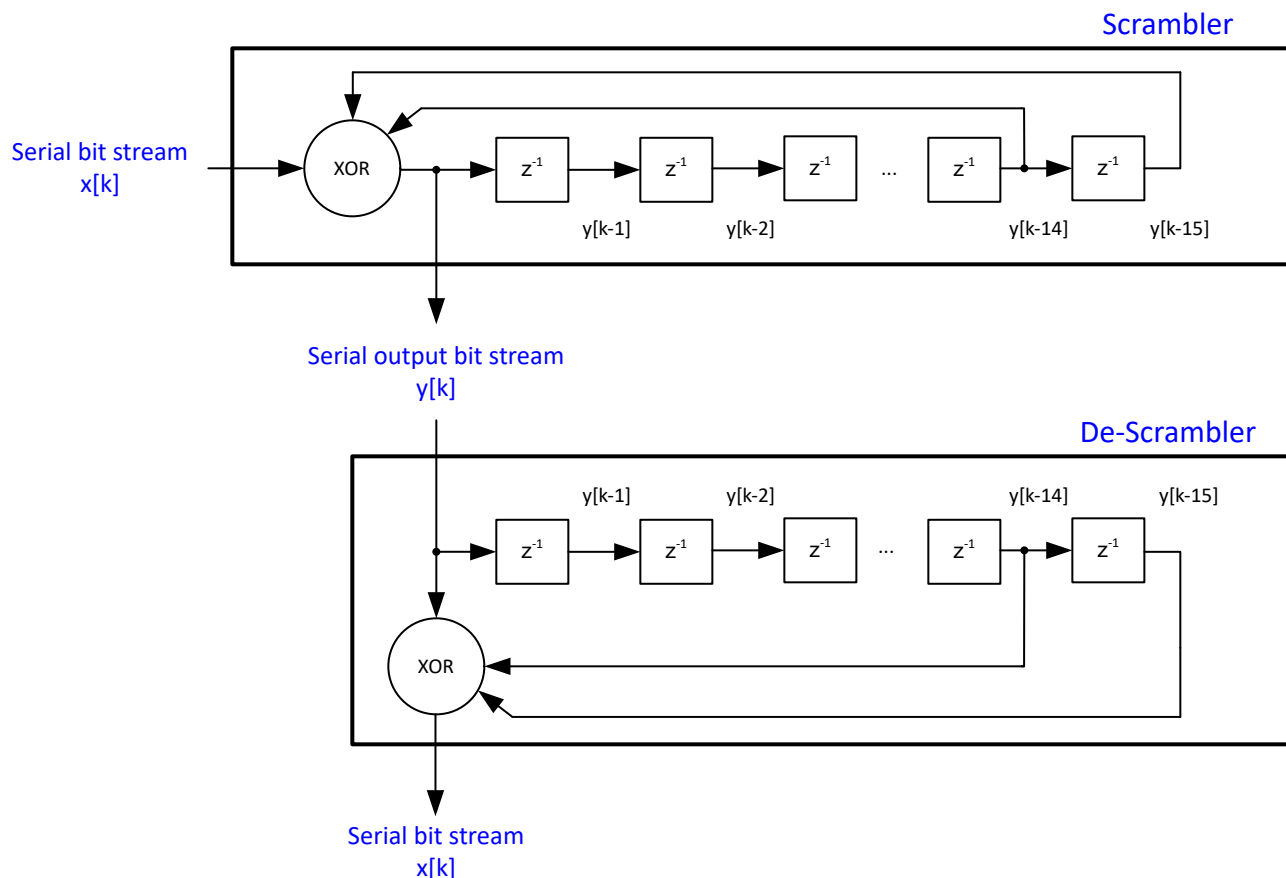 Scrambler
Serial bit stream
x[k]
XOR
z-1
z-1
z-1
...
z-1
z-1
y[k-1]
y[k-2]
y[k-14]
y[k-15]
Serial output bit stream
y[k]
De-Scrambler
y[k-1]
y[k-2]
y[k-14]
y[k-15]
z-1
z-1
z-1
...
z-1
z-1
XOR
Serial bit stream
x[k]